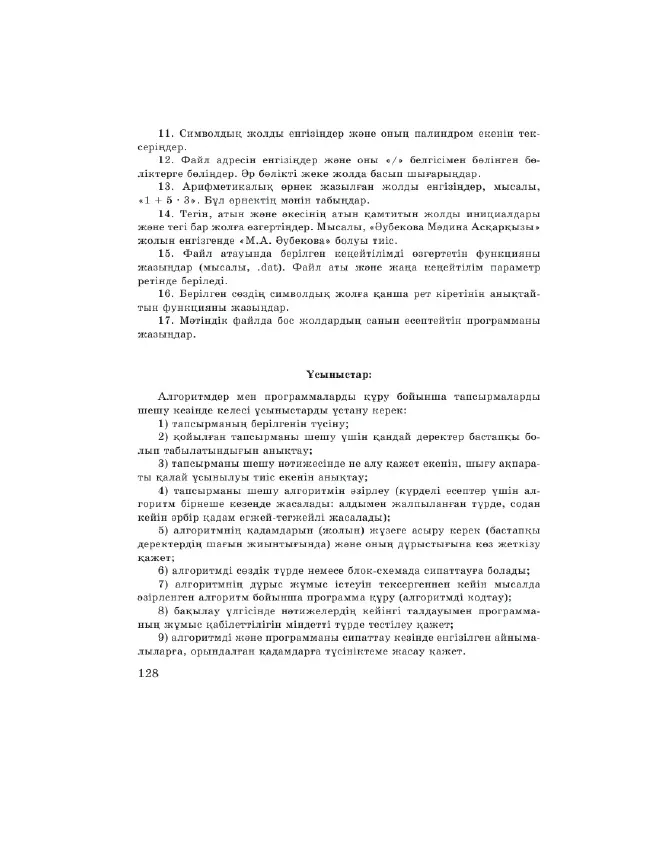 11. Символдық жолды енгізіңдер және оның палиндром екенін тек-
серіңдер.
12. Файл адресін енгізіңдер және оны «/» белгісімен бөлінген бө-
ліктерге бөліңдер. Әр бөлікті жеке жолда басып шығарыңдар.
13. Арифметикалық өрнек жазылған жолды енгізіңдер, мысалы,
«1 + 5 · 3». Бұл өрнектің мәнін табыңдар.
14. Тегін, атын және әкесінің атын қамтитын жолды инициалдары
және тегі бар жолға өзгертіңдер. Мысалы, «Әубекова Мәдина Асқарқызы»
жолын енгізгенде «М.А. Әубекова» болуы тиіс.
15. Файл атауында берілген кеңейтілімді өзгертетін функцияны
жазыңдар (мысалы, .dat). Файл аты және жаңа кеңейтілім параметр
ретінде беріледі.
16. Берілген сөздің символдық жолға қанша рет кіретінін анықтай-
тын функцияны жазыңдар.
17. Мәтіндік файлда бос жолдардың санын есептейтін программаны
жазыңдар.
Ұсыныстар:
Алгоритмдер мен программаларды құру бойынша тапсырмаларды
шешу кезінде келесі ұсыныстарды ұстану керек:
1) тапсырманың берілгенін түсіну;
2) қойылған тапсырманы шешу үшін қандай деректер бастапқы бо-
лып табылатындығын анықтау;
3) тапсырманы шешу нәтижесінде не алу қажет екенін, шығу ақпара-
ты қалай ұсынылуы тиіс екенін анықтау;
4) тапсырманы шешу алгоритмін әзірлеу (күрделі есептер үшін ал-
горитм бірнеше кезеңде жасалады: алдымен жалпыланған түрде, содан
кейін әрбір қадам егжей-тегжейлі жасалады);
5) алгоритмнің қадамдарын (жолын) жүзеге асыру керек (бастапқы
деректердің шағын жиынтығында) және оның дұрыстығына көз жеткізу
қажет;
6) алгоритмді сөздік түрде немесе блок-схемада сипаттауға болады;
7) алгоритмнің дұрыс жұмыс істеуін тексергеннен кейін мысалда
әзірленген алгоритм бойынша программа құру (алгоритмді кодтау);
8) бақылау үлгісінде нәтижелердің кейінгі талдауымен программа-
ның жұмыс қабілеттілігін міндетті түрде тестілеу қажет;
9) алгоритмді және программаны сипаттау кезінде енгізілген айныма-
лыларға, орындалған қадамдарға түсініктеме жасау қажет.
128